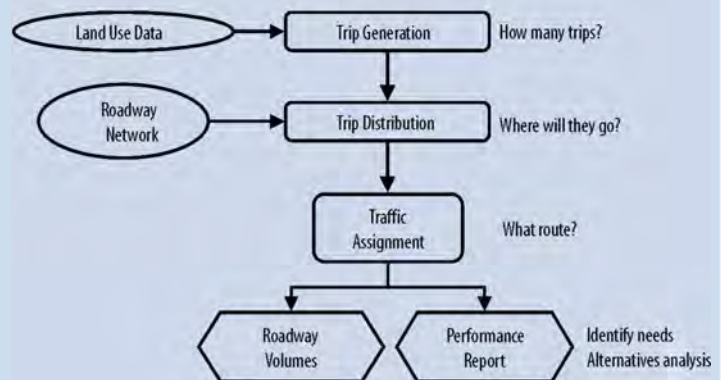 Land Use Data
Trip Generation
How many trips?
Roadway
Network
Trip Distribution
Where will they go?
Traffic
Assignment
What route?
Roadway
Volumes
Performance
Report
Identify needs
Alternatives analysis